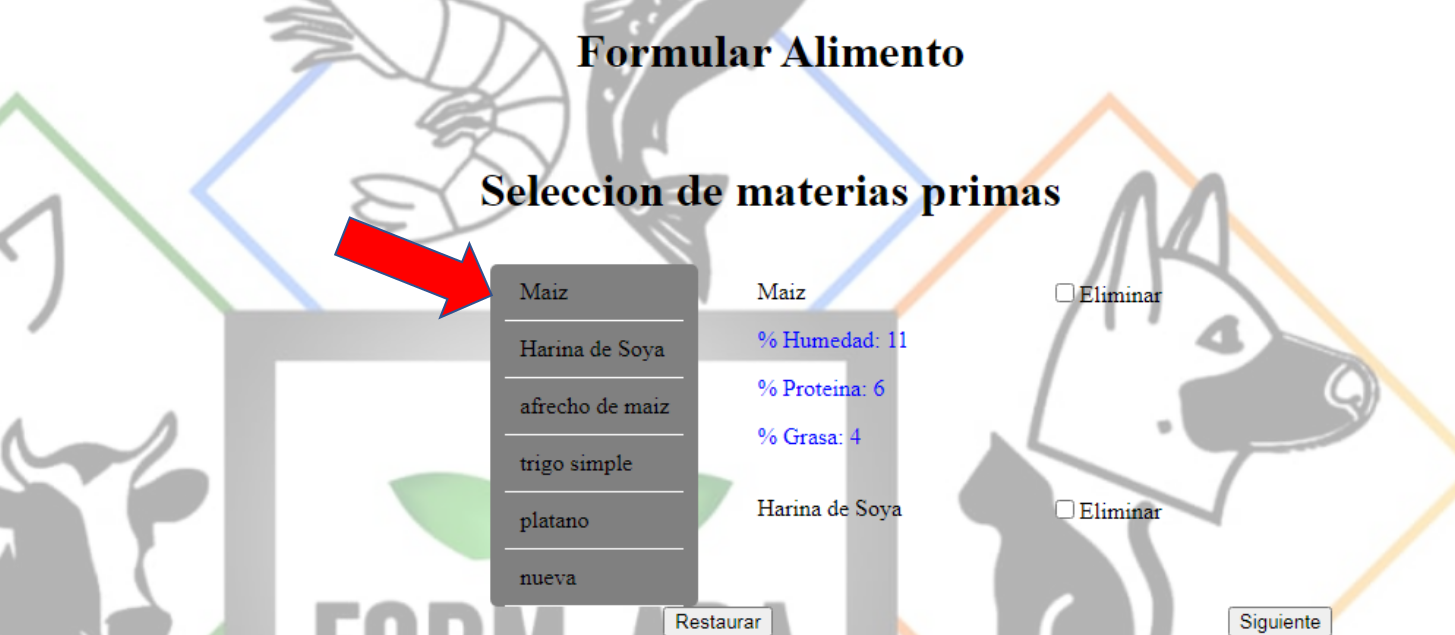 Formular Alimento
Seleccion de materias primas
Maiz
Harina de Soya
afrecho de maiz
trigo simple
platano
nueva
Maiz
Eliminar
% Humedad: 11
% Proteina: 6
% Grasa: 4
Harina de Soya
Eliminar
Restaurar
Siguiente